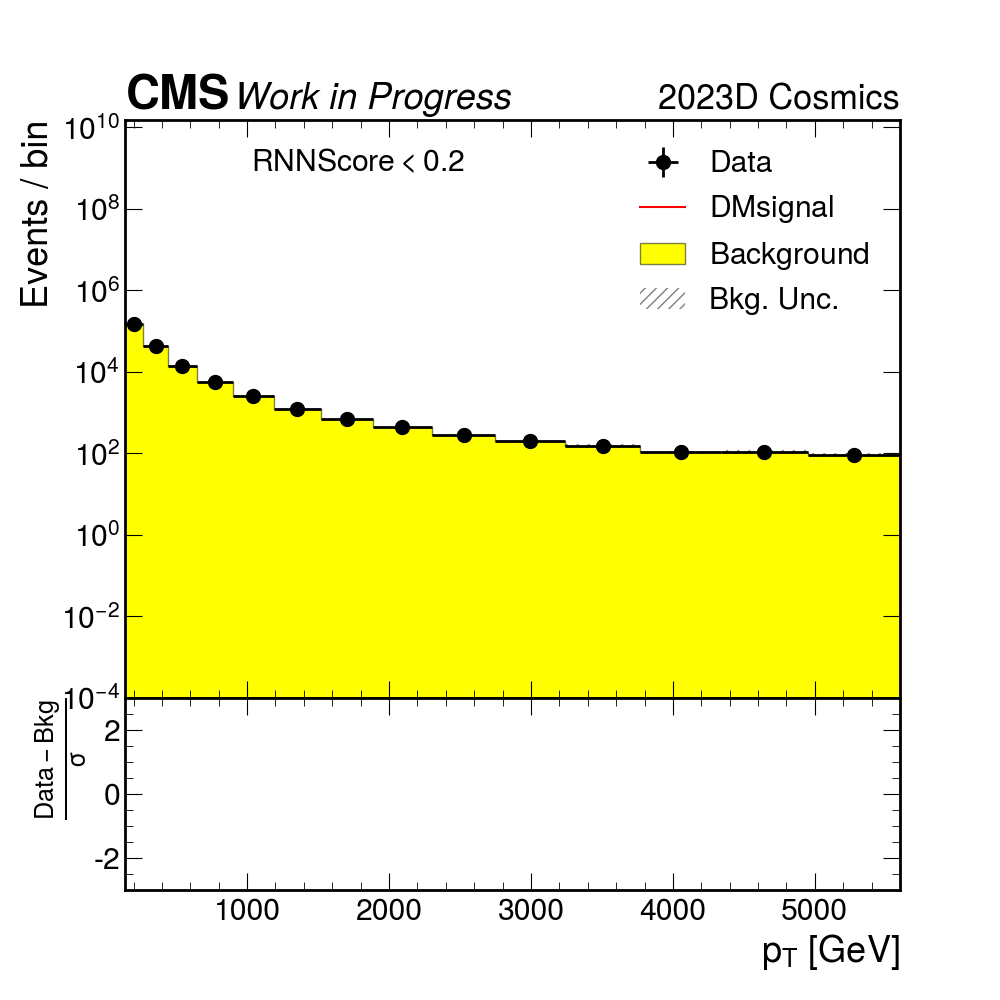 CMS Work in Progress 2023D Cosmics
Events / bin
10^10
10^8
10^6
10^4
10^2
10^0
10^−2
10^−4
RNNScore < 0.2
Data
DMsignal
Background
Bkg. Unc.
Data − Bkg
σ
2
0
-2
1000 2000 3000 4000 5000
p_T [GeV]